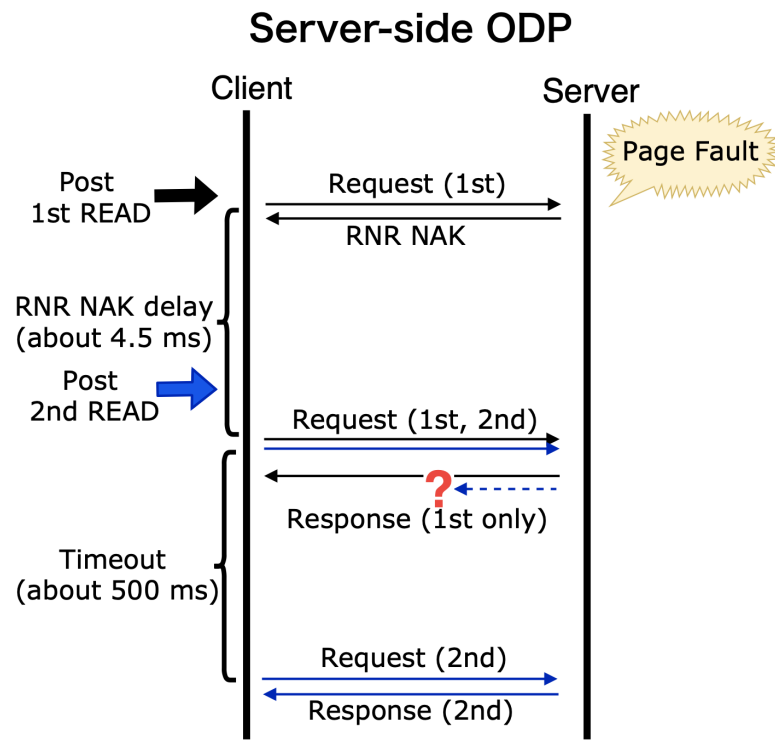 Server-side ODP
Client
Server
Page Fault
Post
1st READ
Request (1st)
RNR NAK
RNR NAK delay
(about 4.5 ms)
Post
2nd READ
Request (1st, 2nd)
?
Response (1st only)
Timeout
(about 500 ms)
Request (2nd)
Response (2nd)